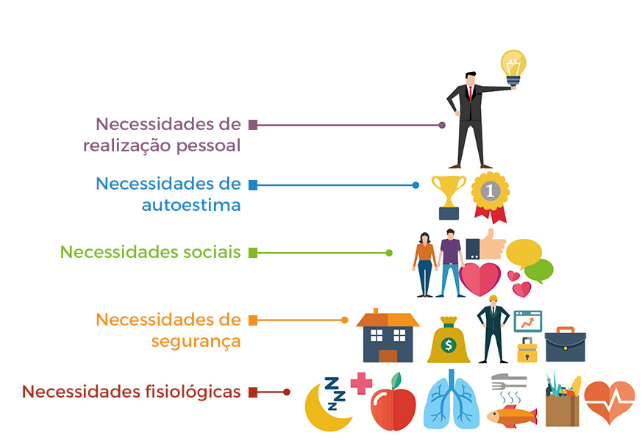 Necessidades de
realização pessoal
Necessidades de
autoestima
1
Necessidades sociais
Necessidades de
segurança
$
Necessidades fisiológicas
z
z
z